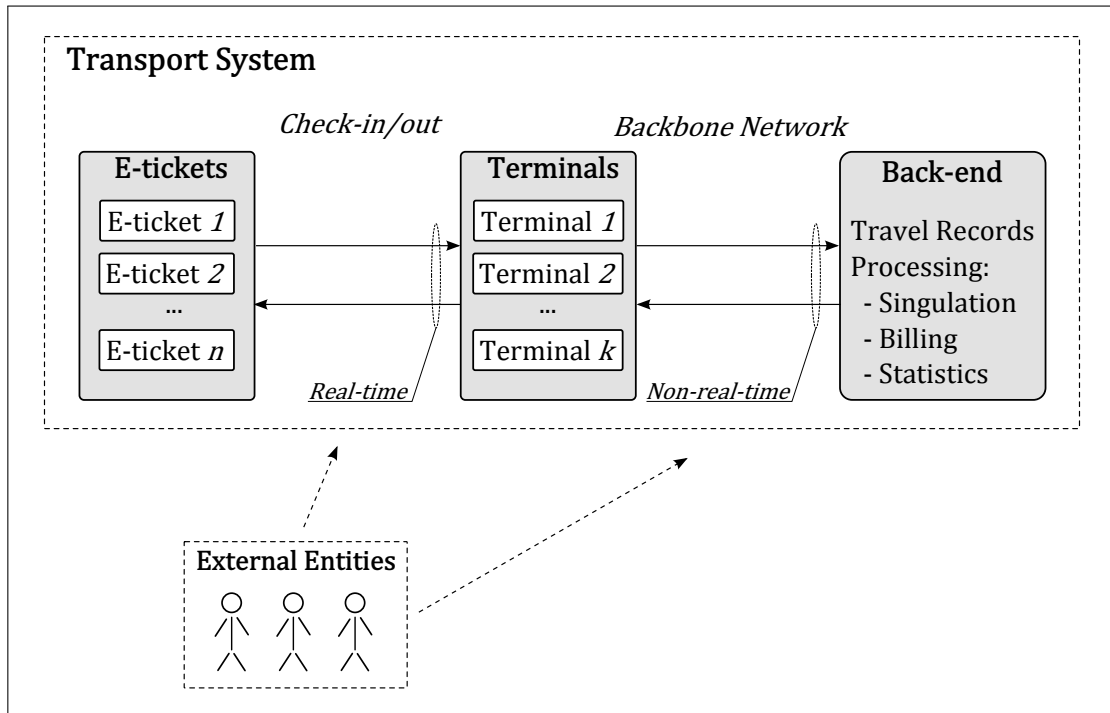 Transport System
Check-in/out
Backbone Network
E-tickets
E-ticket 1
E-ticket 2
...
E-ticket n
Terminals
Terminal 1
Terminal 2
...
Terminal k
Back-end
Travel Records
Processing:
- Singulation
- Billing
- Statistics
Real-time
Non-real-time
External Entities